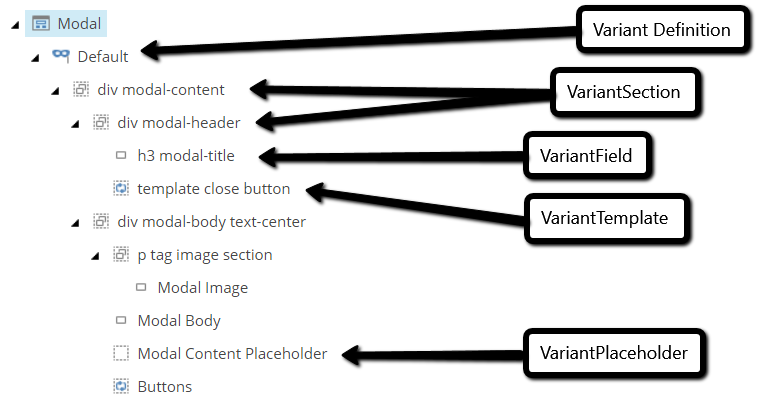 Modal
Variant Definition
Default
div modal-content
VariantSection
div modal-header
h3 modal-title
VariantField
template close button
VariantTemplate
div modal-body text-center
p tag image section
Modal Image
Modal Body
Modal Content Placeholder
VariantPlaceholder
Buttons